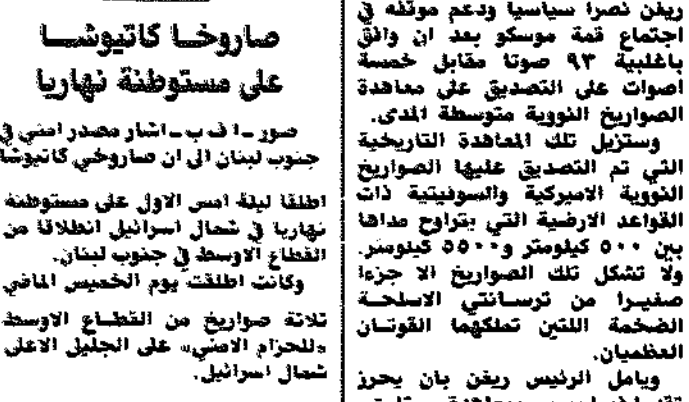 ريغن نصرا سياسيا ودعم موقفه في
اجتماع قمة موسكو بعد ان وافق
باغلبية ٩٣ صوتا مقابل خمسة
اصوات على التصديق على معاهدة
الصواريخ النووية متوسطة المدى.
وستزيل تلك المعاهدة التاريخية
التي تم التصديق عليها الصواريخ
النووية الاميركية والسوفيتية ذات
القواعد الارضية التي يتراوح مداها
بين ٥٠٠ كيلومتر و٥٥٠٠ كيلومتر.
ولا تشكل تلك الصواريخ الا جزءا
صغيرا من ترسانتي الاسلحة
الضخمة اللتين تملكهما القوتان
العظميان.
ويامل الرئيس ريغن بان يحرز
صاروخا كاتيوشا
على مستوطنة نهاريا
صور ـ ا ف ب ـ اشار مصدر امني في
جنوب لبنان الى ان صاروخي كاتيوشا
اطلقا ليلة امس الاول على مستوطنة
نهاريا في شمال اسرائيل انطلاقا من
القطاع الاوسط في جنوب لبنان.
وكانت اطلقت يوم الخميس الماضي
ثلاثة صواريخ من القطاع الاوسط
«للحزام الامني» على الجليل الاعلى
شمال اسرائيل.